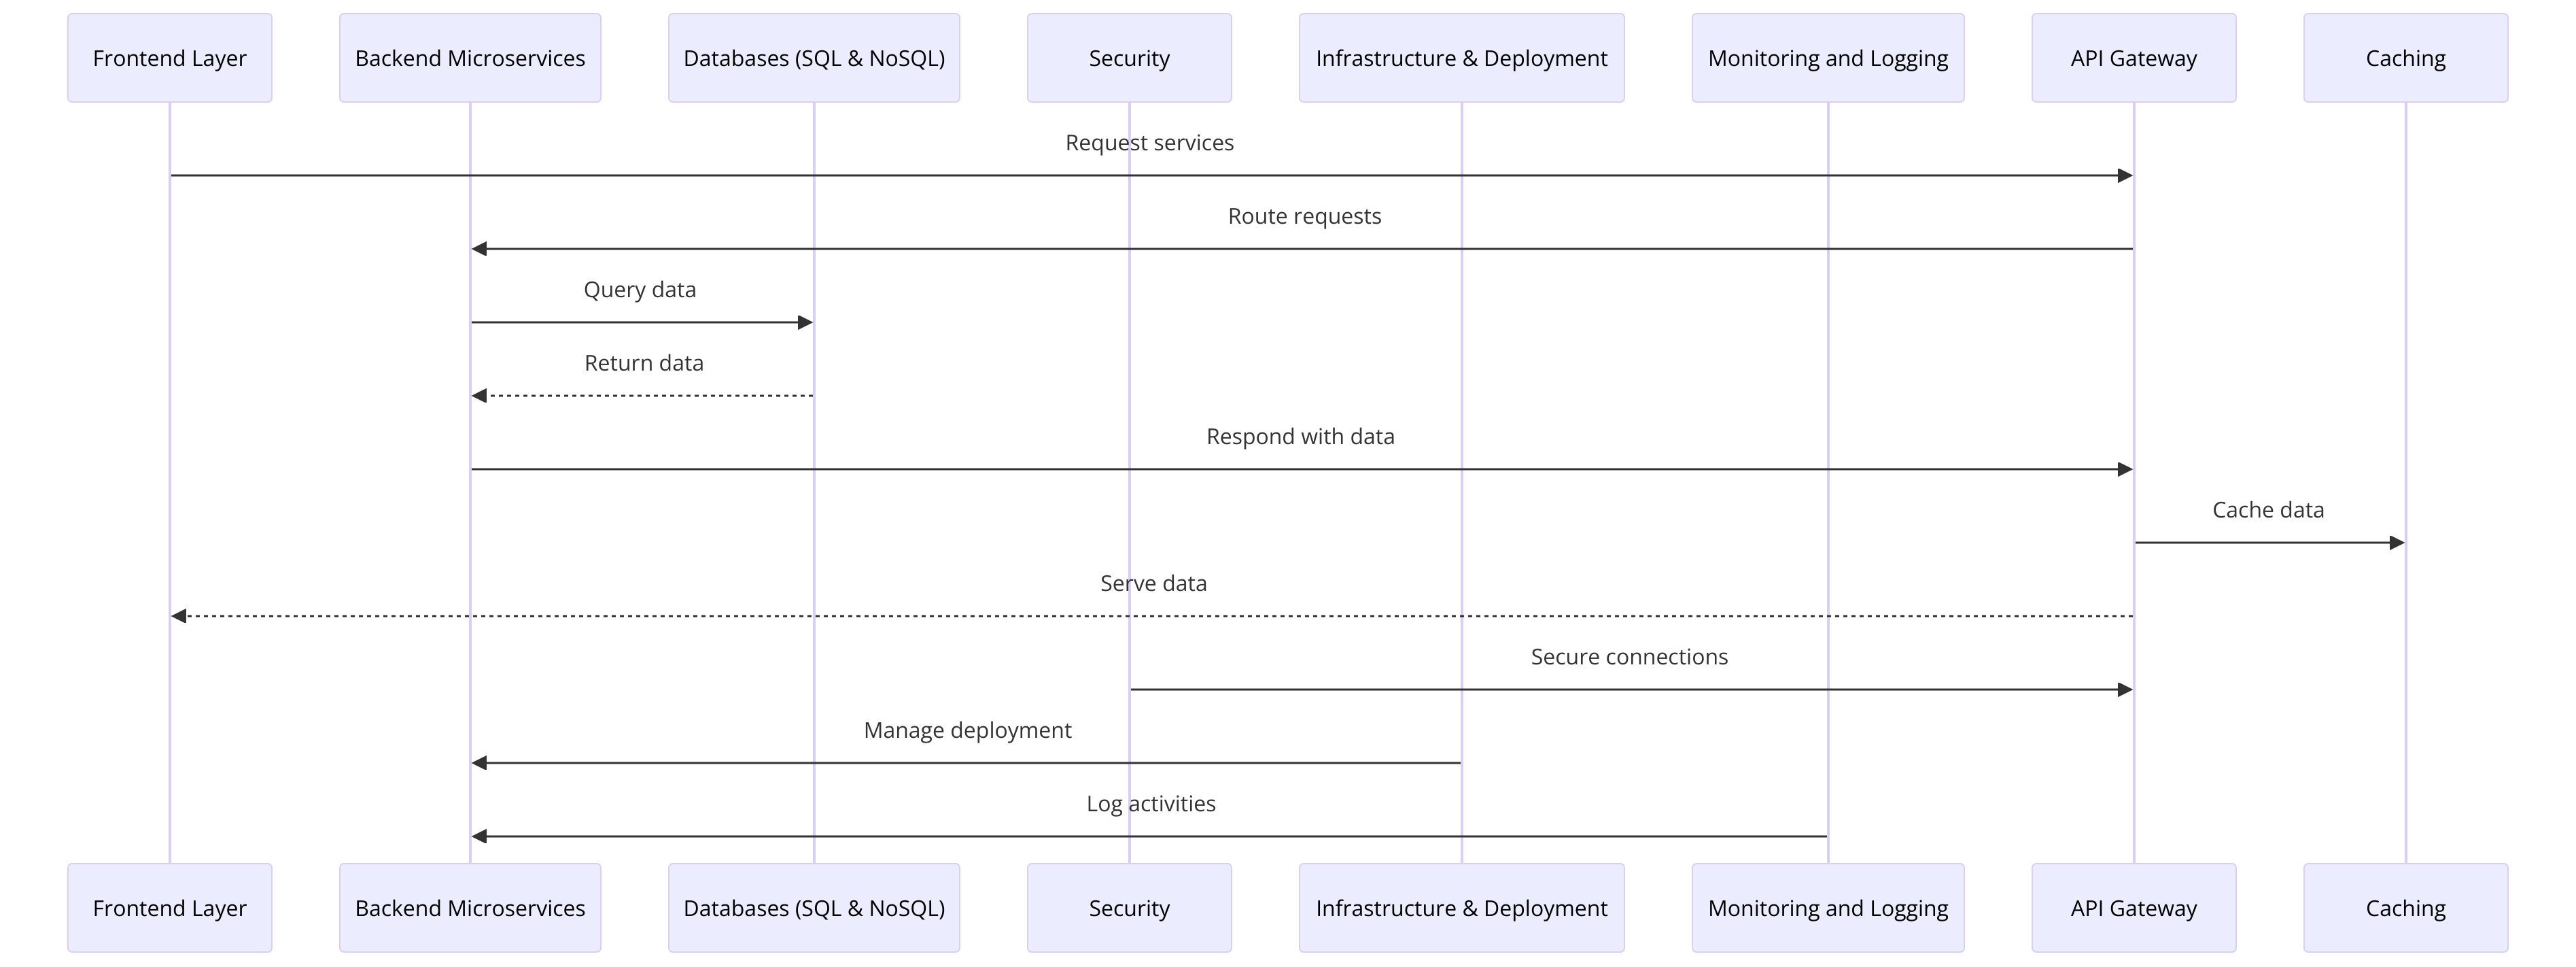 Frontend Layer
Backend Microservices
Databases (SQL & NoSQL)
Security
Infrastructure & Deployment
Monitoring and Logging
API Gateway
Caching
Request services
Route requests
Query data
Return data
Respond with data
Cache data
Serve data
Secure connections
Manage deployment
Log activities
Frontend Layer
Backend Microservices
Databases (SQL & NoSQL)
Security
Infrastructure & Deployment
Monitoring and Logging
API Gateway
Caching